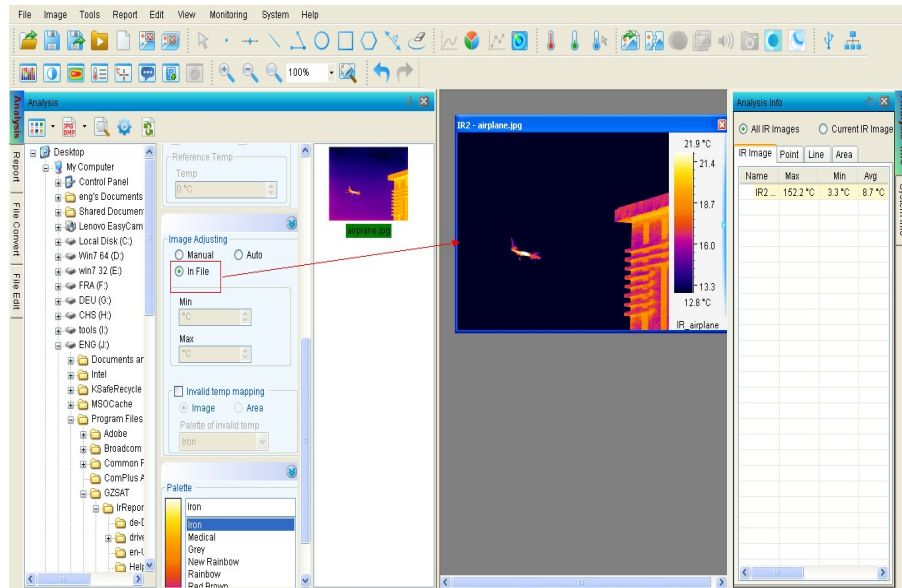 File Image Tools Report Edit View Monitoring System Help
100%
Analysis
Analysis
Report
File Convert
File Edit
JPG
BMP
Desktop
My Computer
Control Panel
eng's Documents
Shared Documen
Lenovo EasyCam
Local Disk (C:)
Win7 64 (D:)
win7 32 (E:)
FRA (F:)
DEU (G:)
CHS (H:)
tools (I:)
ENG (J:)
Documents ar
Intel
KSafeRecycle
MSOCache
Program Files
Adobe
Broadcom
Common F
ComPlus A
GZSAT
IrRepor
de-D
drive
en-U
Help
Reference Temp
Temp
0 °C
Image Adjusting
Manual Auto
In File
Min
°C
Max
°C
Invalid temp mapping
Image Area
Palette of invalid temp
Iron
Palette
Iron
Iron
Medical
Grey
New Rainbow
Rainbow
Red Brown
airplane.jpg
IR2 - airplane.jpg
21.9 °C
21.4
18.7
16.0
13.3
12.8 °C
IR_airplane
Analysis Info
All IR Images Current IR Image
IR Image Point Line Area
Name Max Min Avg
IR2 ... 152.2 °C 3.3 °C 8.7 °C